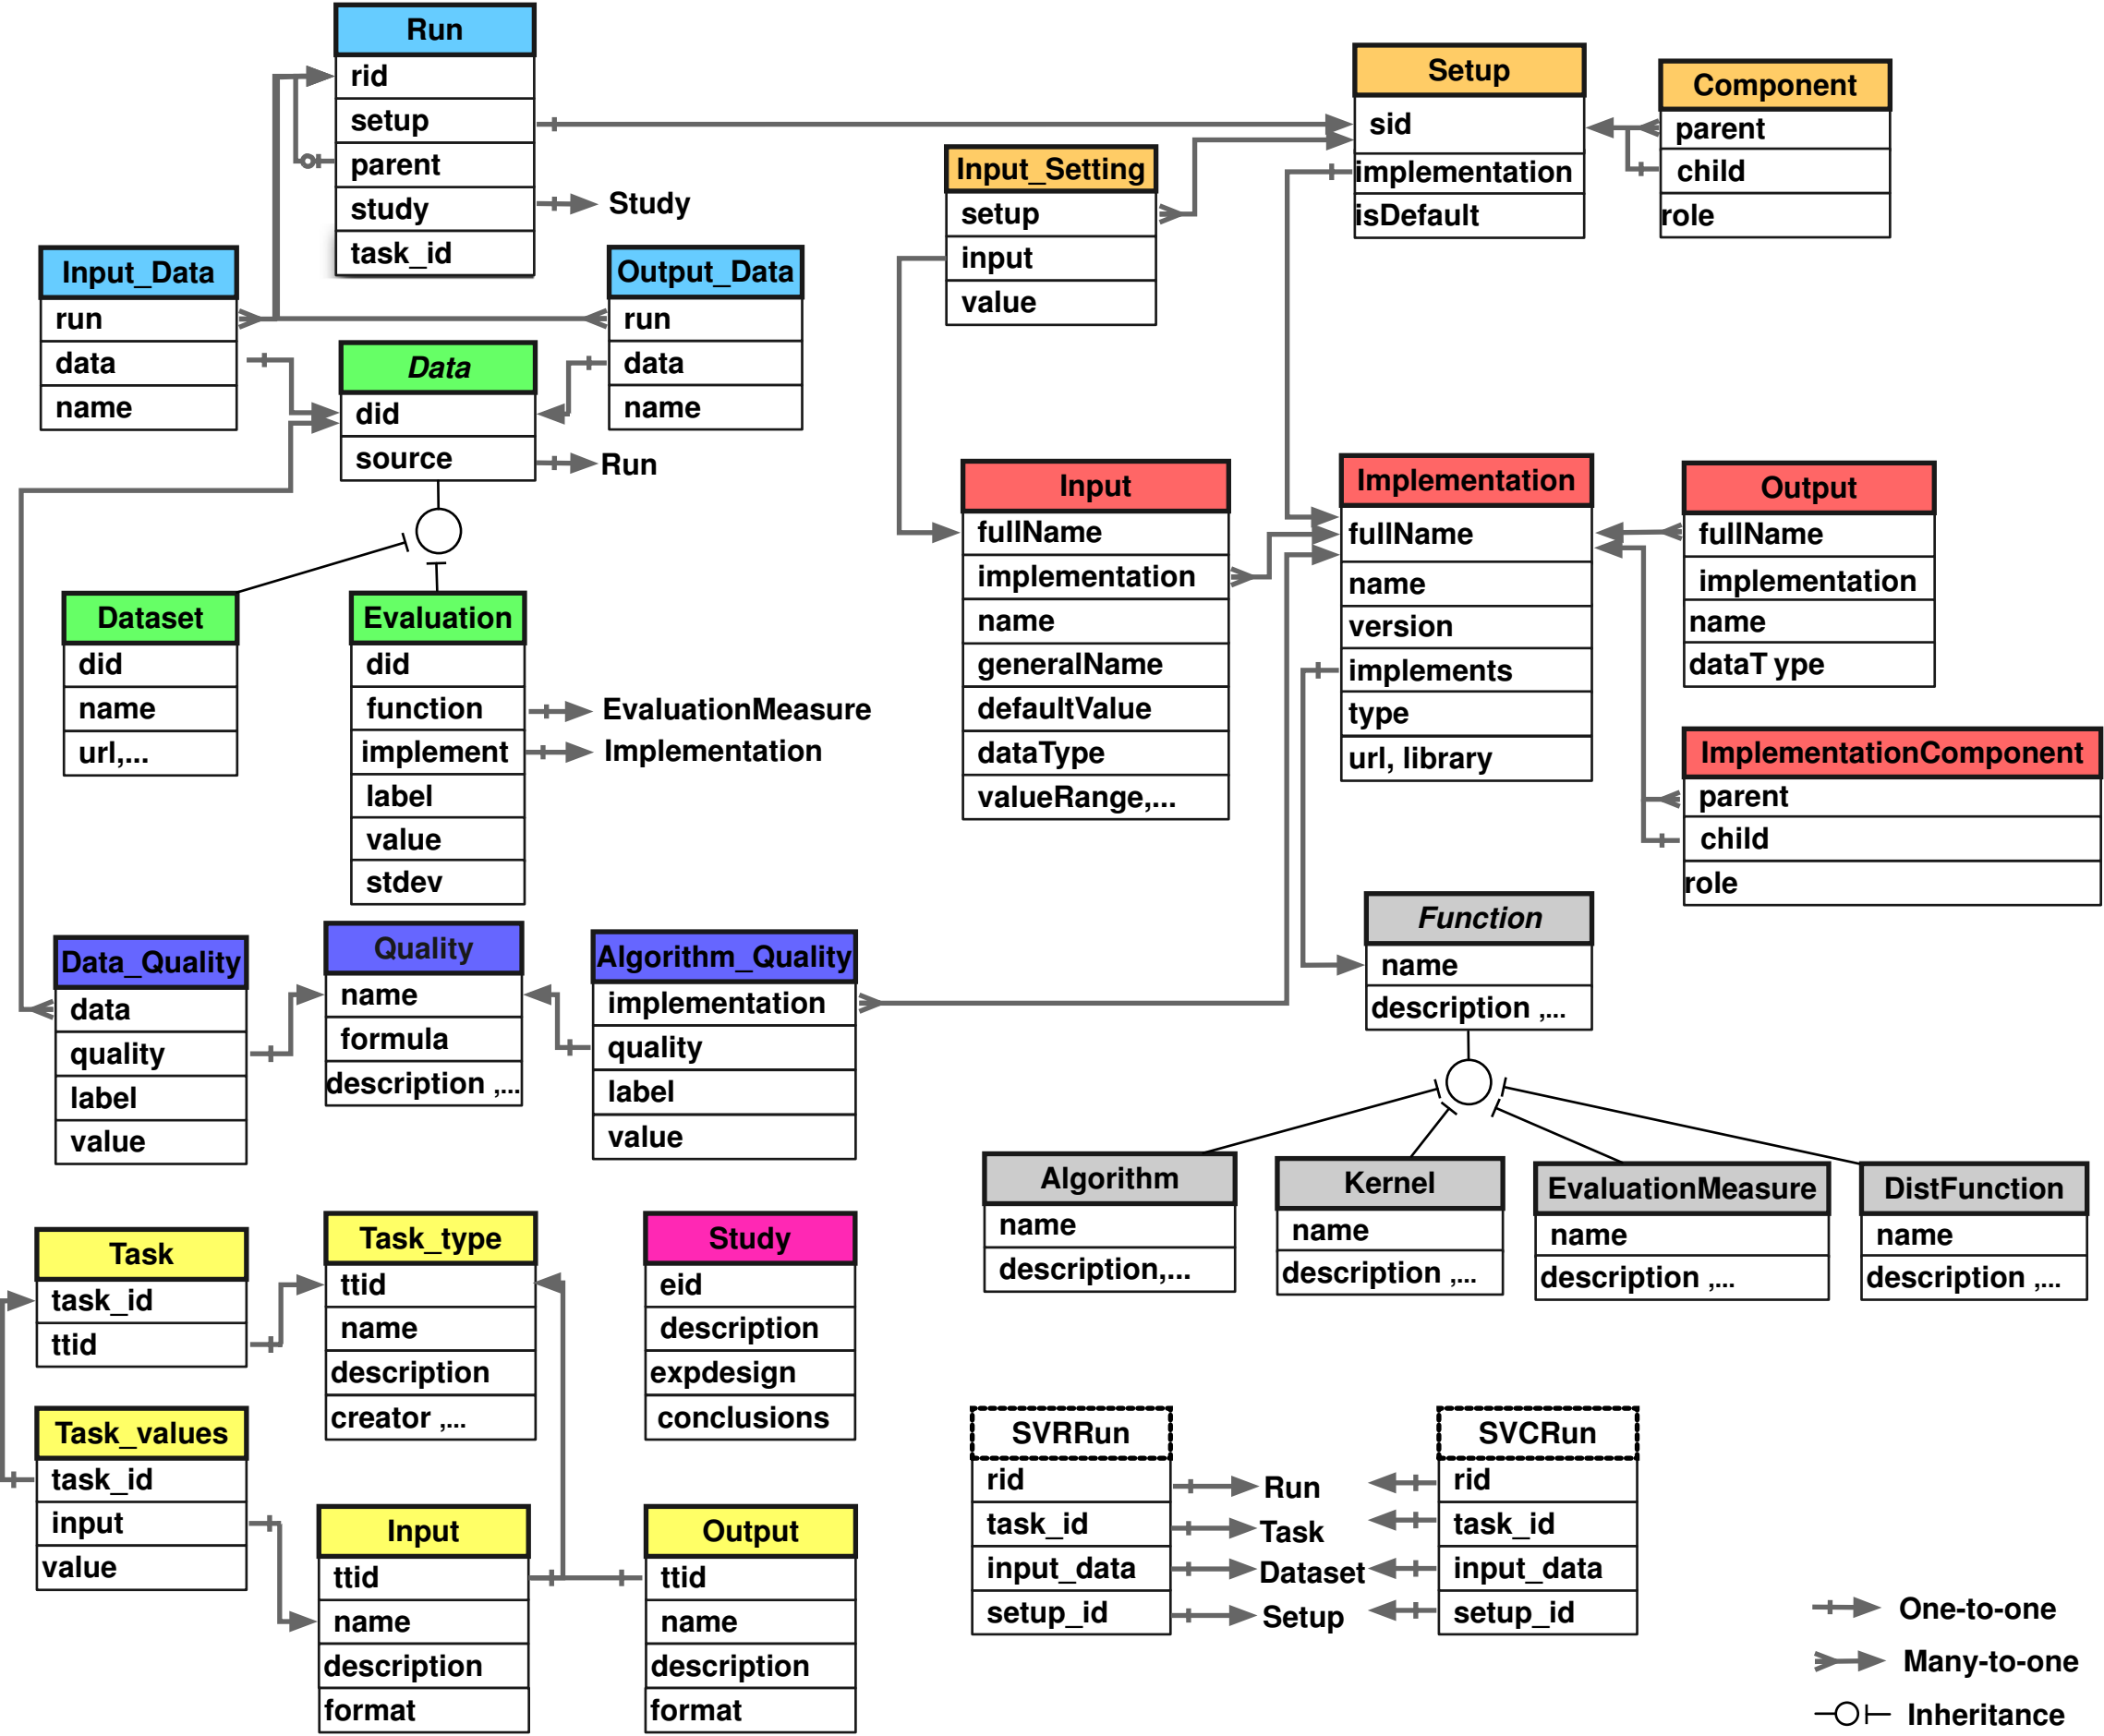 Run
rid
setup
parent
study
task_id
Study
Setup
sid
implementation
isDefault
Component
parent
child
role
Input_Setting
setup
input
value
Input_Data
run
data
name
Output_Data
run
data
name
Data
did
source
Run
Input
fullName
implementation
name
generalName
defaultValue
dataType
valueRange,...
Implementation
fullName
name
version
implements
type
url, library
Output
fullName
implementation
name
dataT ype
ImplementationComponent
parent
child
role
Dataset
did
name
url,...
Evaluation
did
function
implement
label
value
stdev
EvaluationMeasure
Implementation
Function
name
description ,...
Data_Quality
data
quality
label
value
Quality
name
formula
description ,...
Algorithm_Quality
implementation
quality
label
value
Algorithm
name
description,...
Kernel
name
description ,...
EvaluationMeasure
name
description ,...
DistFunction
name
description ,...
Task
task_id
ttid
Task_type
ttid
name
description
creator ,...
Study
eid
description
expdesign
conclusions
Task_values
task_id
input
value
Input
ttid
name
description
format
Output
ttid
name
description
format
SVRRun
rid
task_id
input_data
setup_id
Run
Task
Dataset
Setup
SVCRun
rid
task_id
input_data
setup_id
One-to-one
Many-to-one
Inheritance